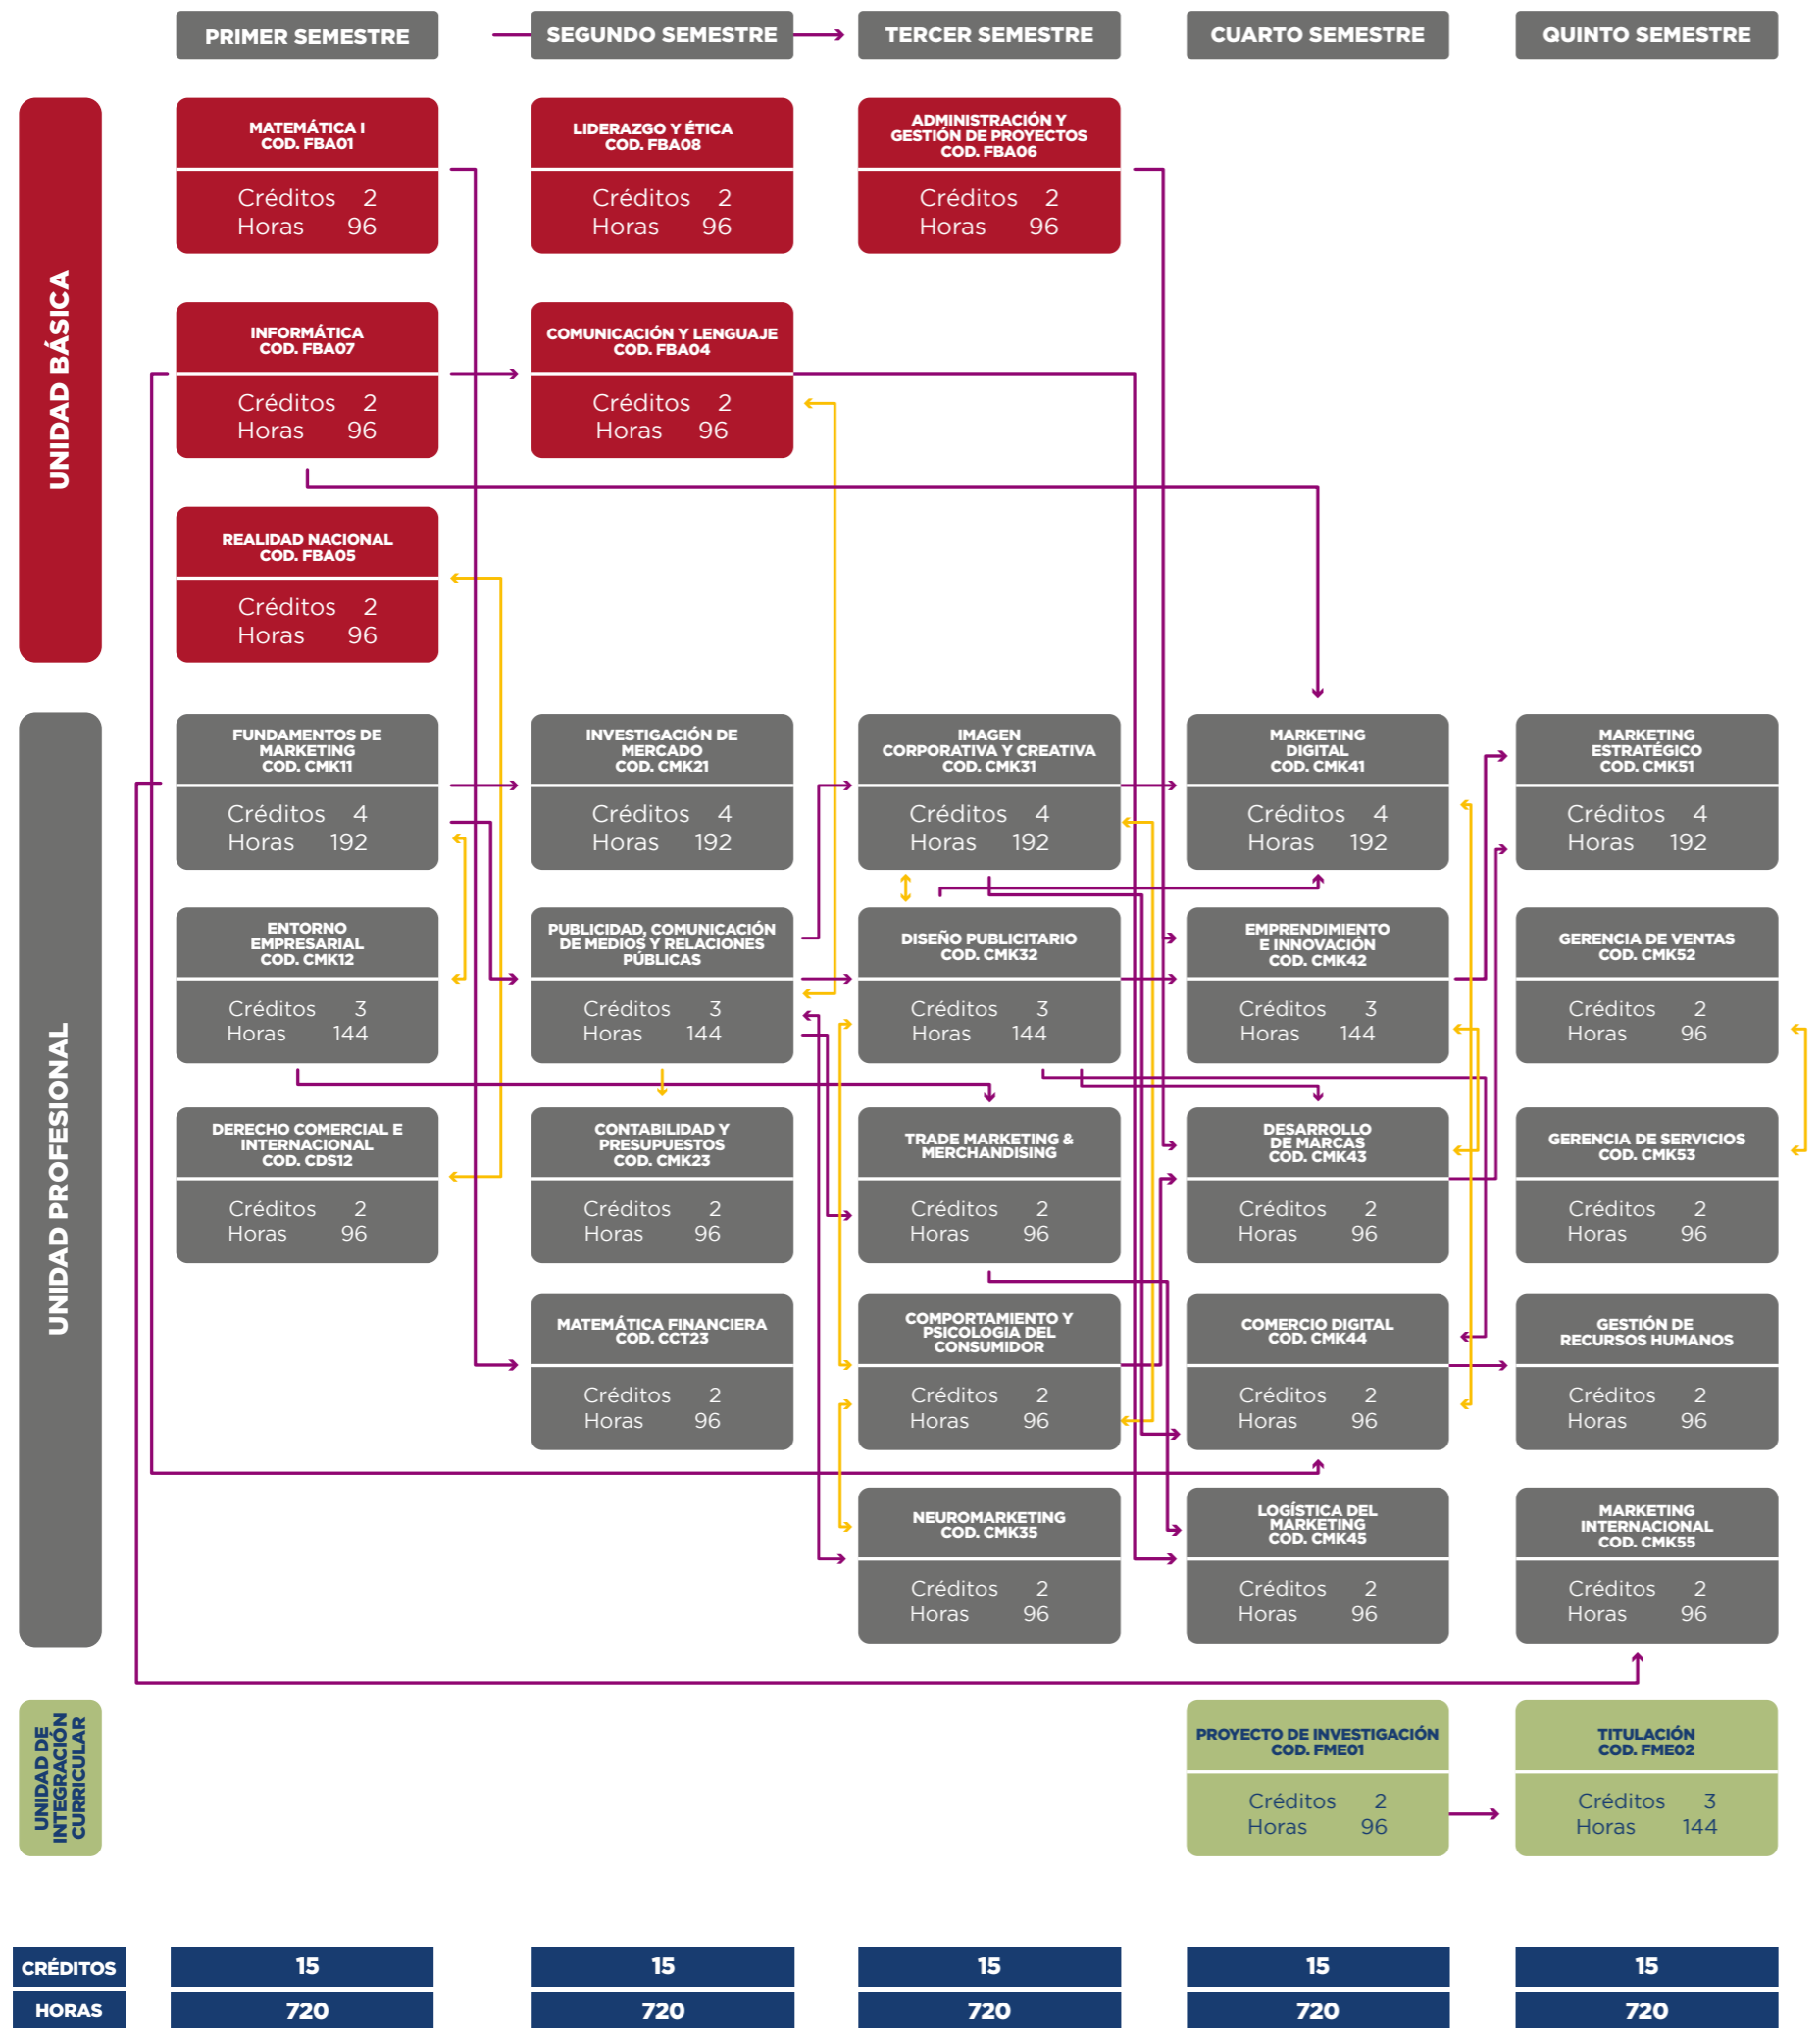 PRIMER SEMESTRE
SEGUNDO SEMESTRE
TERCER SEMESTRE
CUARTO SEMESTRE
QUINTO SEMESTRE
UNIDAD BÁSICA
MATEMÁTICA I
COD. FBA01
Créditos 2
Horas 96
LIDERAZGO Y ÉTICA
COD. FBA08
Créditos 2
Horas 96
ADMINISTRACIÓN Y
GESTIÓN DE PROYECTOS
COD. FBA06
Créditos 2
Horas 96
INFORMÁTICA
COD. FBA07
Créditos 2
Horas 96
COMUNICACIÓN Y LENGUAJE
COD. FBA04
Créditos 2
Horas 96
REALIDAD NACIONAL
COD. FBA05
Créditos 2
Horas 96
UNIDAD PROFESIONAL
FUNDAMENTOS DE
MARKETING
COD. CMK11
Créditos 4
Horas 192
INVESTIGACIÓN DE
MERCADO
COD. CMK21
Créditos 4
Horas 192
IMAGEN
CORPORATIVA Y CREATIVA
COD. CMK31
Créditos 4
Horas 192
MARKETING
DIGITAL
COD. CMK41
Créditos 4
Horas 192
MARKETING
ESTRATÉGICO
COD. CMK51
Créditos 4
Horas 192
ENTORNO
EMPRESARIAL
COD. CMK12
Créditos 3
Horas 144
PUBLICIDAD, COMUNICACIÓN
DE MEDIOS Y RELACIONES
PÚBLICAS
Créditos 3
Horas 144
DISEÑO PUBLICITARIO
COD. CMK32
Créditos 3
Horas 144
EMPRENDIMIENTO
E INNOVACIÓN
COD. CMK42
Créditos 3
Horas 144
GERENCIA DE VENTAS
COD. CMK52
Créditos 2
Horas 96
DERECHO COMERCIAL E
INTERNACIONAL
COD. CDS12
Créditos 2
Horas 96
CONTABILIDAD Y
PRESUPUESTOS
COD. CMK23
Créditos 2
Horas 96
TRADE MARKETING &
MERCHANDISING
Créditos 2
Horas 96
DESARROLLO
DE MARCAS
COD. CMK43
Créditos 2
Horas 96
GERENCIA DE SERVICIOS
COD. CMK53
Créditos 2
Horas 96
MATEMÁTICA FINANCIERA
COD. CCT23
Créditos 2
Horas 96
COMPORTAMIENTO Y
PSICOLOGIA DEL
CONSUMIDOR
Créditos 2
Horas 96
COMERCIO DIGITAL
COD. CMK44
Créditos 2
Horas 96
GESTIÓN DE
RECURSOS HUMANOS
Créditos 2
Horas 96
NEUROMARKETING
COD. CMK35
Créditos 2
Horas 96
LOGÍSTICA DEL
MARKETING
COD. CMK45
Créditos 2
Horas 96
MARKETING
INTERNACIONAL
COD. CMK55
Créditos 2
Horas 96
UNIDAD DE
INTEGRACIÓN
CURRICULAR
PROYECTO DE INVESTIGACIÓN
COD. FME01
Créditos 2
Horas 96
TITULACIÓN
COD. FME02
Créditos 3
Horas 144
CRÉDITOS 15 15 15 15 15
HORAS 720 720 720 720 720